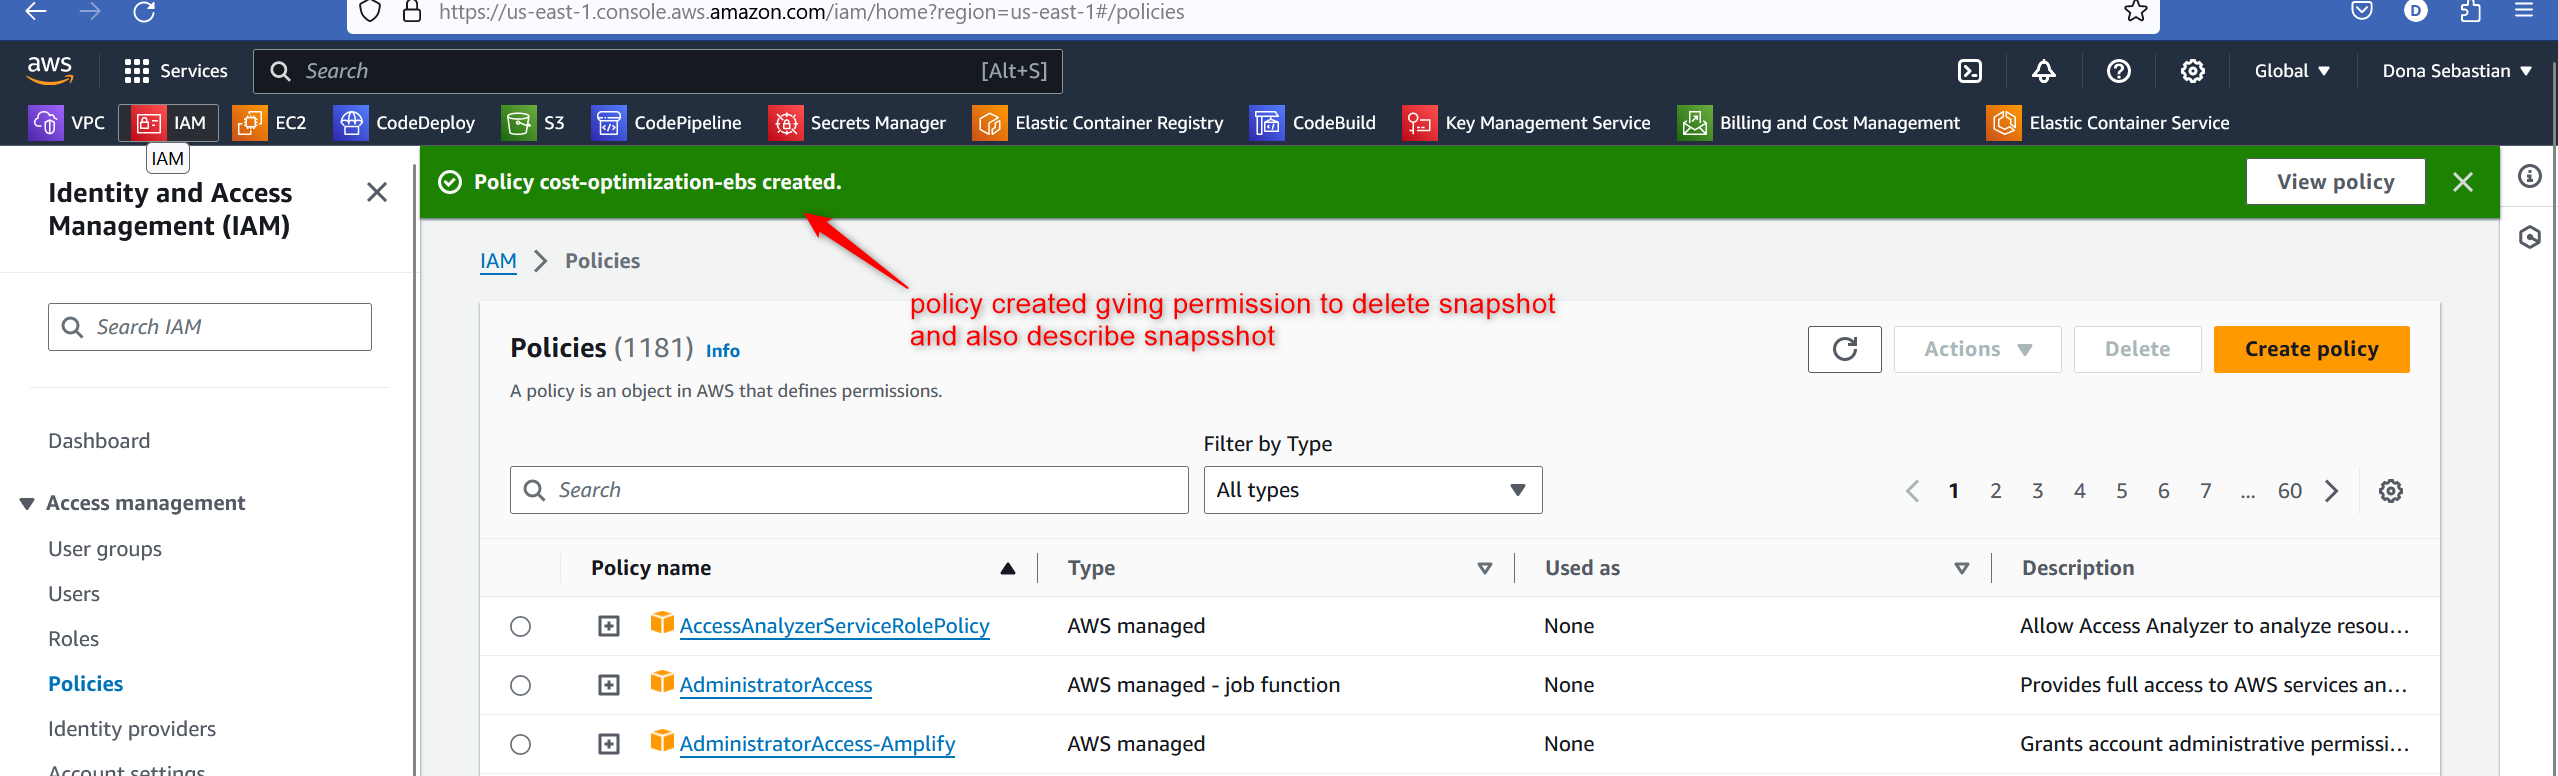 https://us-east-1.console.aws.amazon.com/iam/home?region=us-east-1#/policies
D
aws
Services
Search
[Alt+S]
Global
Dona Sebastian
VPC
IAM
EC2
CodeDeploy
S3
CodePipeline
Secrets Manager
Elastic Container Registry
CodeBuild
Key Management Service
Billing and Cost Management
Elastic Container Service
IAM
Identity and Access
Management (IAM)
Search IAM
Dashboard
Access management
User groups
Users
Roles
Policies
Identity providers
Account settings
Policy cost-optimization-ebs created.
View policy
IAM
Policies
policy created gving permission to delete snapshot
and also describe snapsshot
Policies (1181) Info
A policy is an object in AWS that defines permissions.
Actions
Delete
Create policy
Filter by Type
Search
All types
1 2 3 4 5 6 7 ... 60
Policy name
Type
Used as
Description
AccessAnalyzerServiceRolePolicy
AWS managed
None
Allow Access Analyzer to analyze resou...
AdministratorAccess
AWS managed - job function
None
Provides full access to AWS services an...
AdministratorAccess-Amplify
AWS managed
None
Grants account administrative permissi...